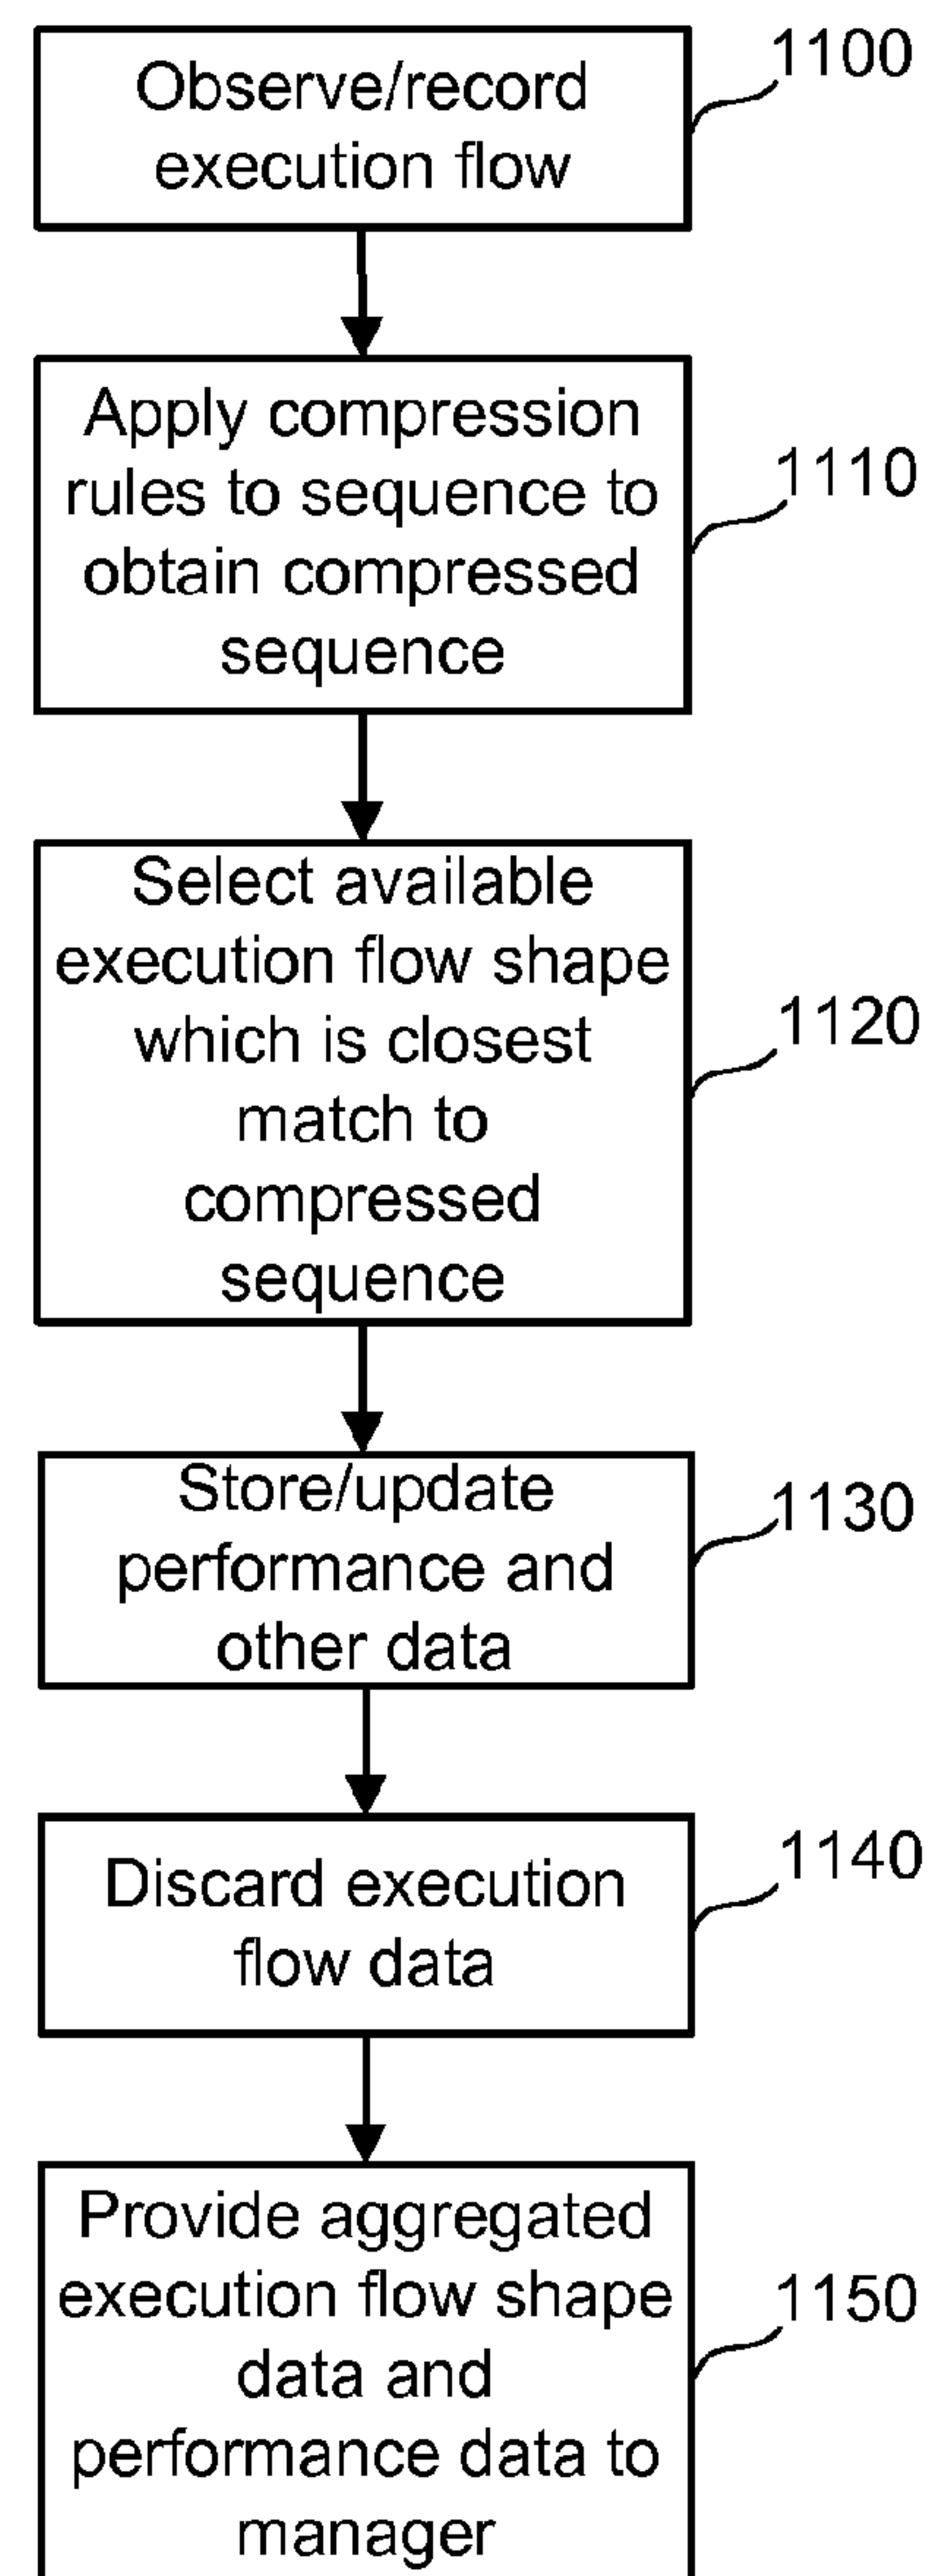 Observe/record
execution flow
1100
Apply compression
rules to sequence to
obtain compressed
sequence
1110
Select available
execution flow shape
which is closest
match to
compressed
sequence
1120
Store/update
performance and
other data
1130
Discard execution
flow data
1140
Provide aggregated
execution flow shape
data and
performance data to
manager
1150